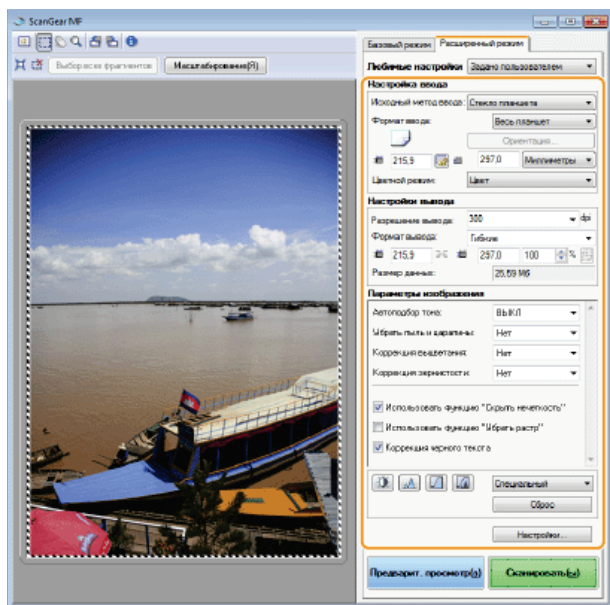 ScanGear MF
Выбор всех фрагментов Масштабирование(Я)
Базовый режим Расширенный режим
Любимые настройки Задано пользователем
Настройка ввода
Исходный метод ввода: Стекло планшета
Формат ввода: Весь планшет
Ориентация...
215,9 297,0 Миллиметры
Цветной режим: Цвет
Настройки вывода
Разрешение вывода: 300 dpi
Формат вывода: Гибкие
215,9 297,0 100 %
Размер данных: 25,59 Мб
Параметры изображения
Автоподбор тона: ВЫКЛ
Убрать пыль и царапины: Нет
Коррекция выцветания: Нет
Коррекция зернистости: Нет
Использовать функцию "Скрыть нечеткость"
Использовать функцию "Убрать растр"
Коррекция черного текста
Специальный
Сброс
Настройки...
Предварит. просмотр(з) Сканировать(ы)